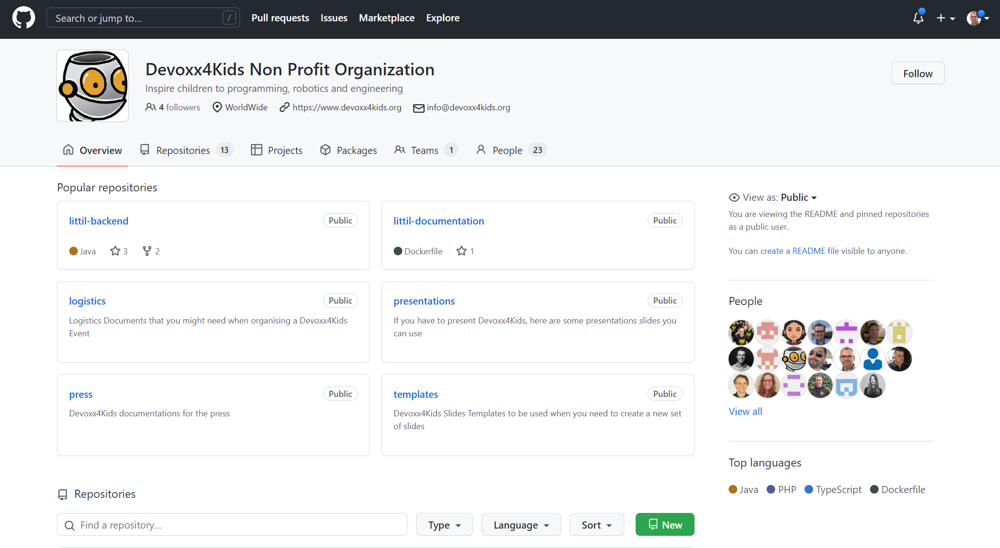 Search or jump to... /
Pull requests Issues Marketplace Explore
Devoxx4Kids Non Profit Organization
Follow
Inspire children to programming, robotics and engineering
4 followers WorldWide https://www.devoxx4kids.org info@devoxx4kids.org
Overview Repositories 13 Projects Packages Teams 1 People 23
Popular repositories
littil-backend Public
Java 3 2
littil-documentation Public
Dockerfile 1
logistics Public
Logistics Documents that you might need when organising a Devoxx4Kids
Event
presentations Public
If you have to present Devoxx4Kids, here are some presentations slides you
can use
press Public
Devoxx4Kids documentations for the press
templates Public
Devoxx4Kids Slides Templates to be used when you need to create a new set
of slides
Repositories
Find a repository...
Type Language Sort New
View as: Public
You are viewing the README and pinned repositories
as a public user.
You can create a README file visible to anyone.
People
View all
Top languages
Java PHP TypeScript Dockerfile